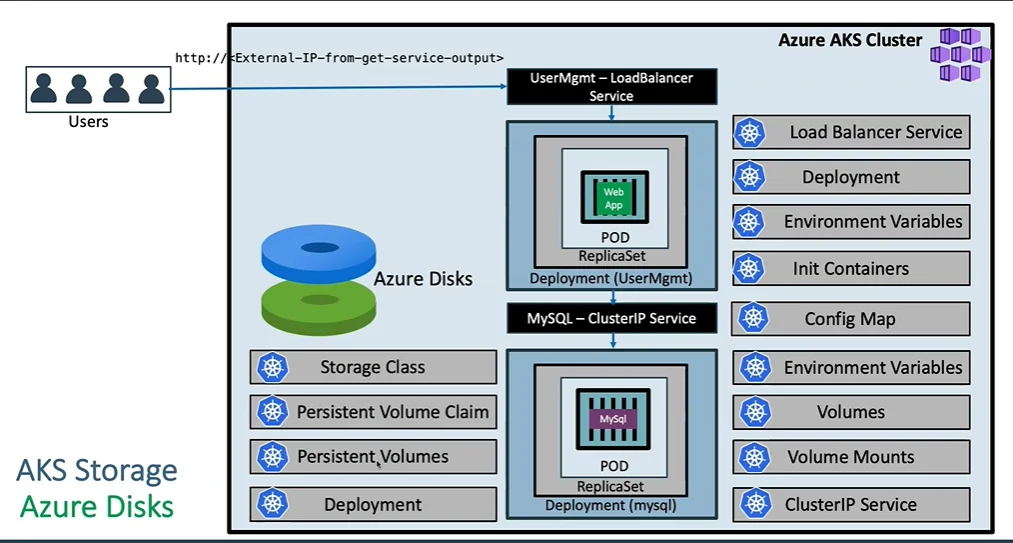 Azure AKS Cluster
http://<External-IP-from-get-service-output>
Users
UserMgmt – LoadBalancer
Service
Web
App
POD
ReplicaSet
Deployment (UserMgmt)
MySQL – ClusterIP Service
MySql
POD
ReplicaSet
Deployment (mysql)
Load Balancer Service
Deployment
Environment Variables
Init Containers
Config Map
Environment Variables
Volumes
Volume Mounts
ClusterIP Service
Azure Disks
Storage Class
Persistent Volume Claim
Persistent Volumes
Deployment
AKS Storage
Azure Disks